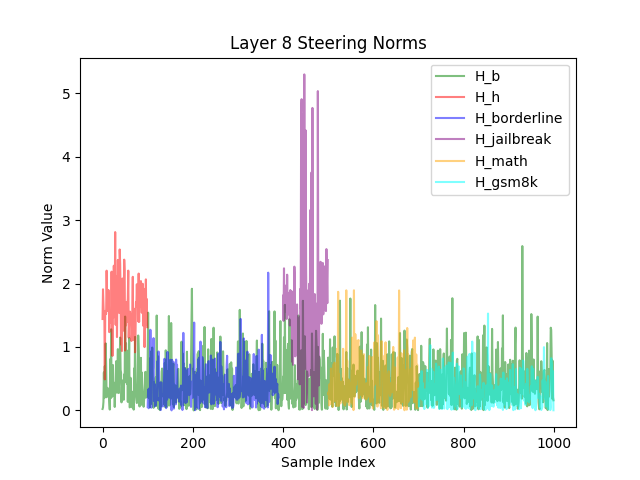 Layer 8 Steering Norms
H_b
H_h
H_borderline
H_jailbreak
H_math
H_gsm8k
Norm Value
5
4
3
2
1
0
0 200 400 600 800 1000
Sample Index